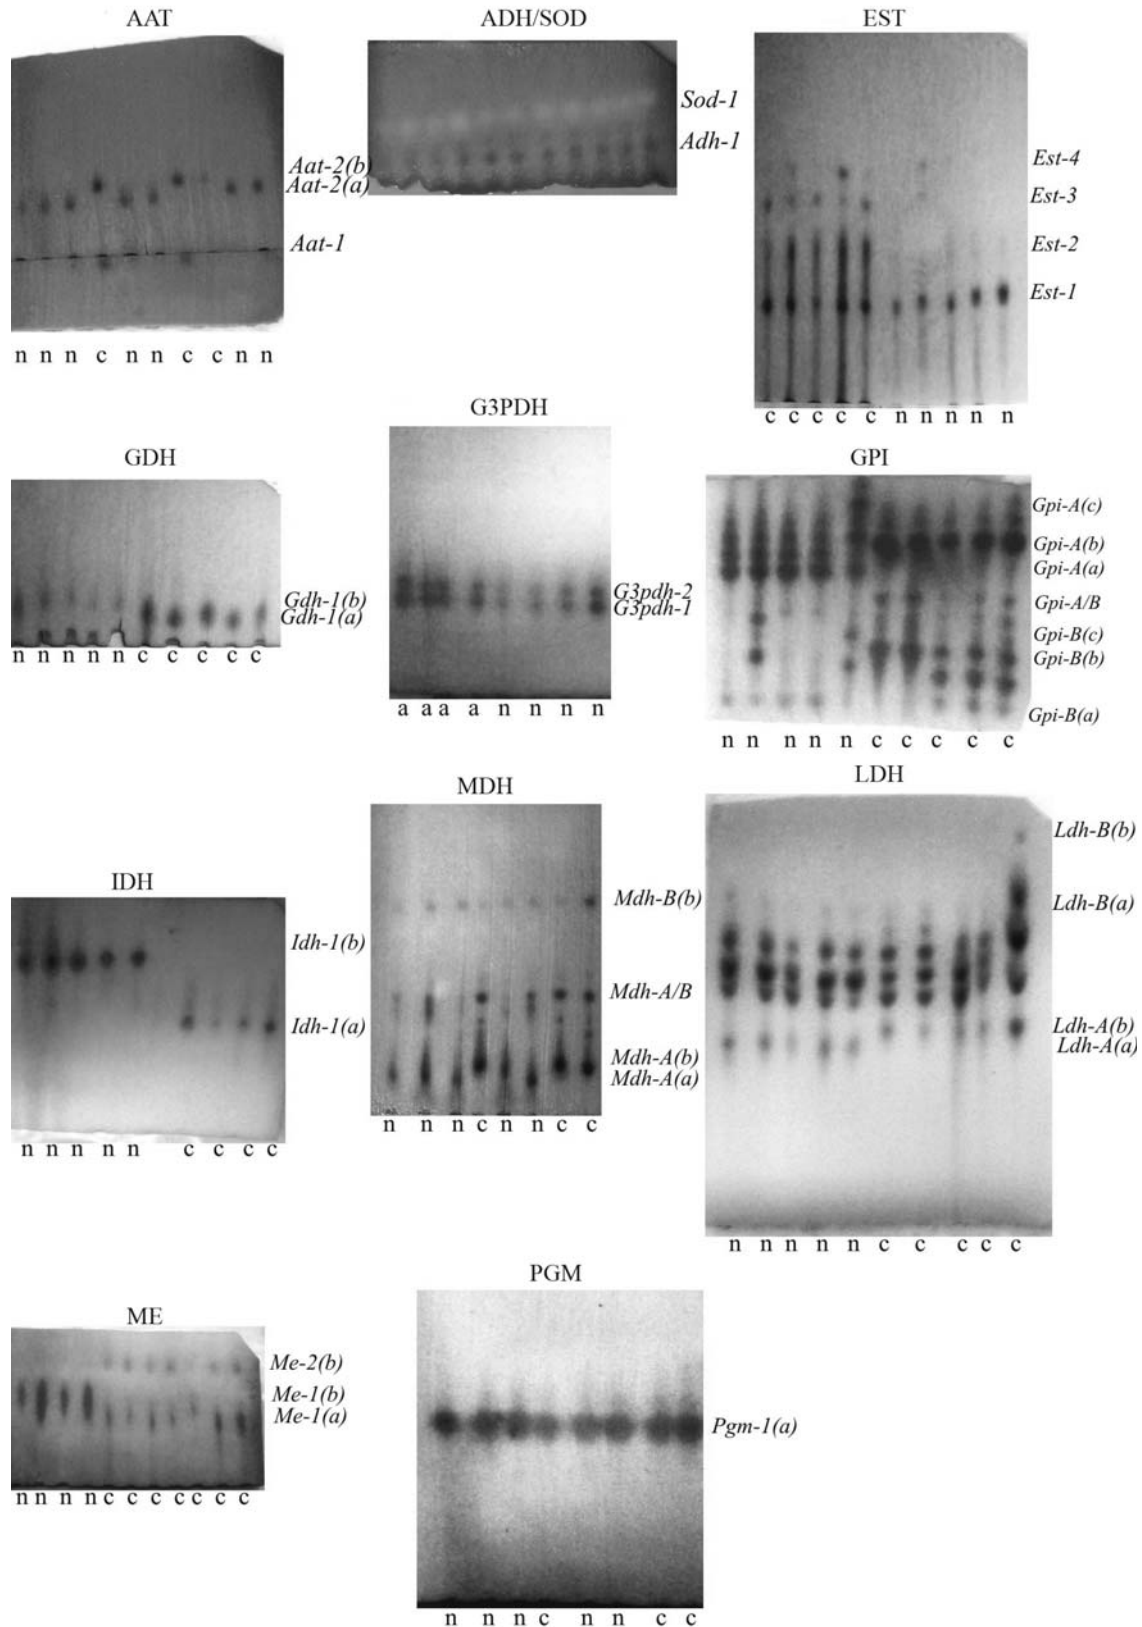 AAT
Aat-2(b)
Aat-2(a)
Aat-1
n n n c n n c c n n
ADH/SOD
Sod-1
Adh-1
EST
Est-4
Est-3
Est-2
Est-1
c c c c c n n n n n
GDH
Gdh-1(b)
Gdh-1(a)
n n n n n c c c c c
G3PDH
G3pdh-2
G3pdh-1
a a a a n n n n
GPI
Gpi-A(c)
Gpi-A(b)
Gpi-A(a)
Gpi-A/B
Gpi-B(c)
Gpi-B(b)
Gpi-B(a)
n n n n n c c c c c
IDH
Idh-1(b)
Idh-1(a)
n n n n n c c c c
MDH
Mdh-B(b)
Mdh-A/B
Mdh-A(b)
Mdh-A(a)
n n n c n n c c
LDH
Ldh-B(b)
Ldh-B(a)
Ldh-A(b)
Ldh-A(a)
n n n n n c c c c c
ME
Me-2(b)
Me-1(b)
Me-1(a)
n n n n c c c c c c c
PGM
Pgm-1(a)
n n n c n n c c